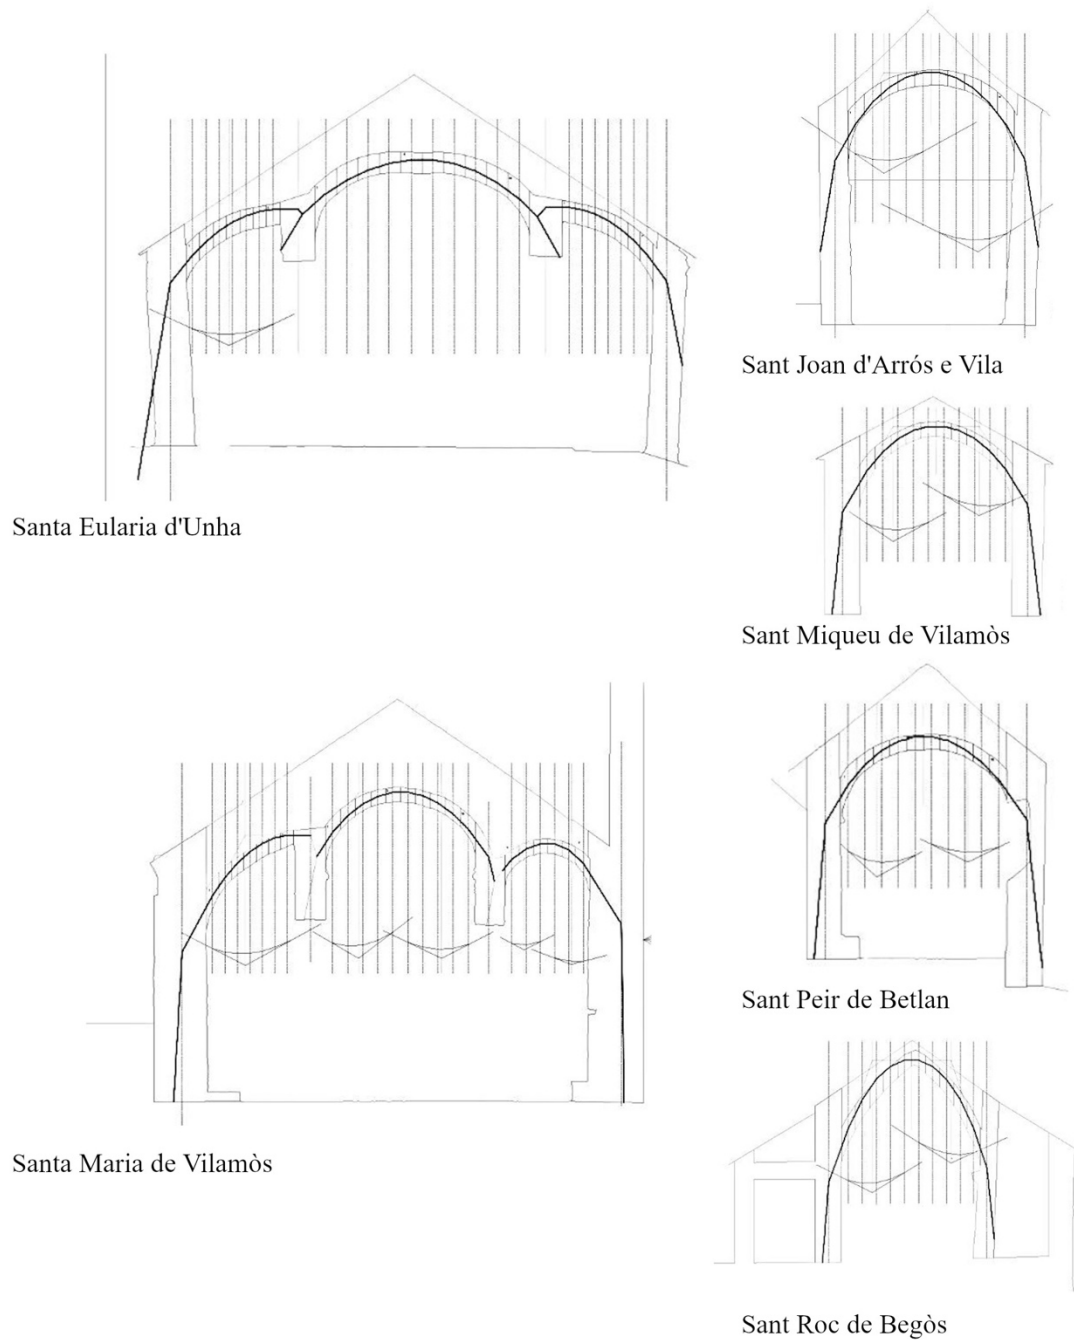 Santa Eularia d'Unha
Sant Joan d'Arrós e Vila
Sant Miqueu de Vilamòs
Santa Maria de Vilamòs
Sant Peir de Betlan
Sant Roc de Begòs